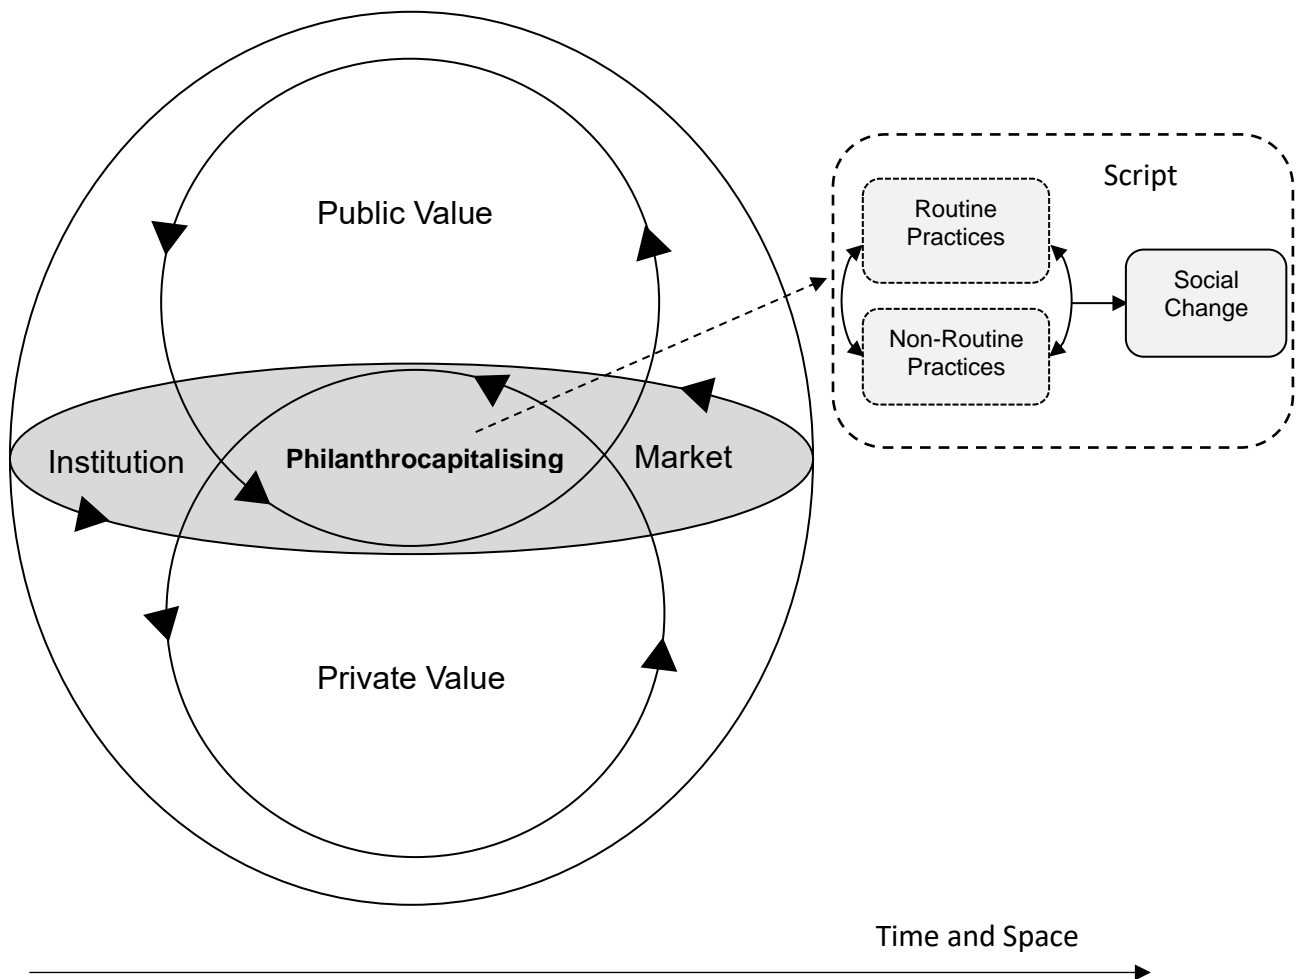 Public Value
Institution
Philanthrocapitalising
Market
Private Value
Script
Routine
Practices
Non-Routine
Practices
Social
Change
Time and Space